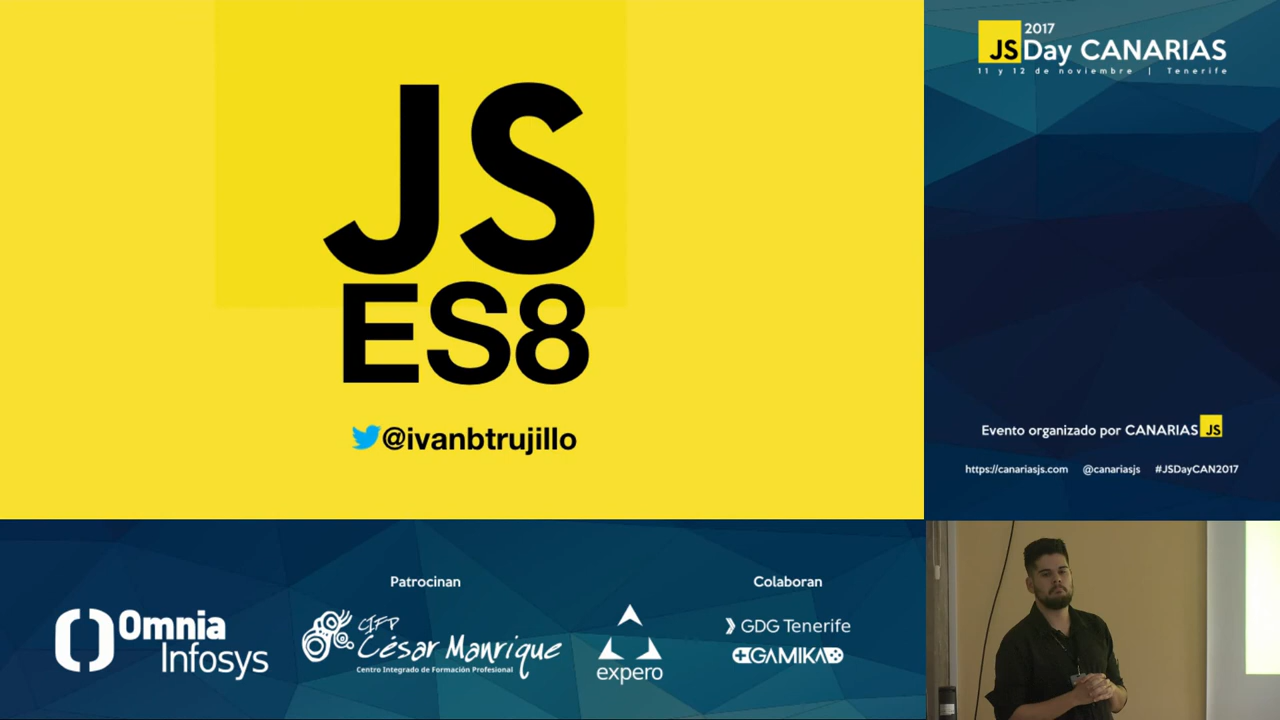 JS
ES8
@ivanbtrujillo
2017
JS Day CANARIAS
11 y 12 de noviembre | Tenerife
Evento organizado por CANARIAS JS
https://canariasjs.com @canariasjs #JSDayCAN2017
Patrocinan
Omnia
Infosys
CIFP
César Manrique
Centro Integrado de Formación Profesional
expero
Colaboran
GDG Tenerife
GAMIKA